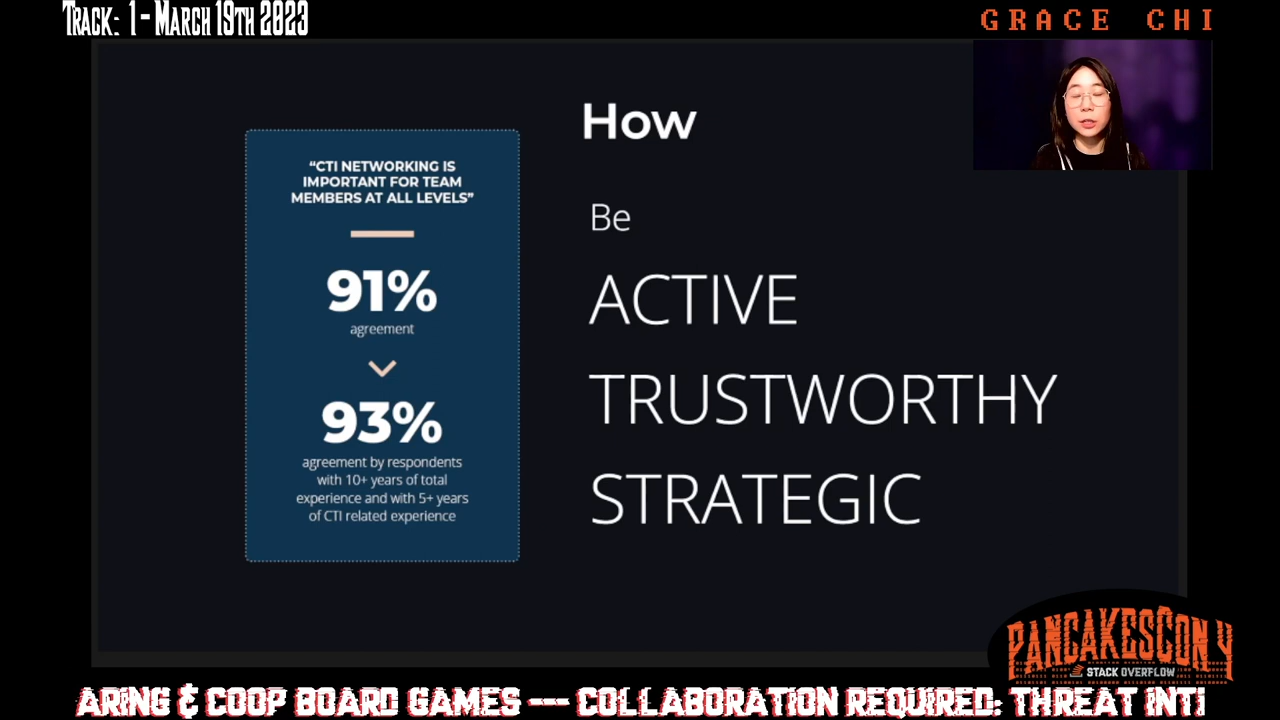 Track: 1 - March 19th 2023
GRACE CHI
"CTI NETWORKING IS
IMPORTANT FOR TEAM
MEMBERS AT ALL LEVELS"
91%
agreement
93%
agreement by respondents
with 10+ years of total
experience and with 5+ years
of CTI related experience
How
Be
ACTIVE
TRUSTWORTHY
STRATEGIC
PANCAKESCON 4
STACK OVERFLOW
ARING & COOP BOARD GAMES --- COLLABORATION REQUIRED: THREAT INTI